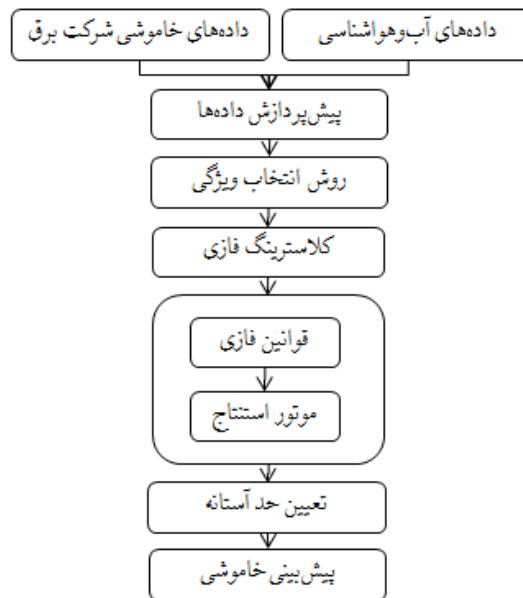 داده‌های آب‌وهواشناسی
داده‌های خاموشی شرکت برق
پیش‌پردازش داده‌ها
روش انتخاب ویژگی
کلاسترینگ فازی
قوانین فازی
موتور استنتاج
تعیین حد آستانه
پیش‌بینی خاموشی